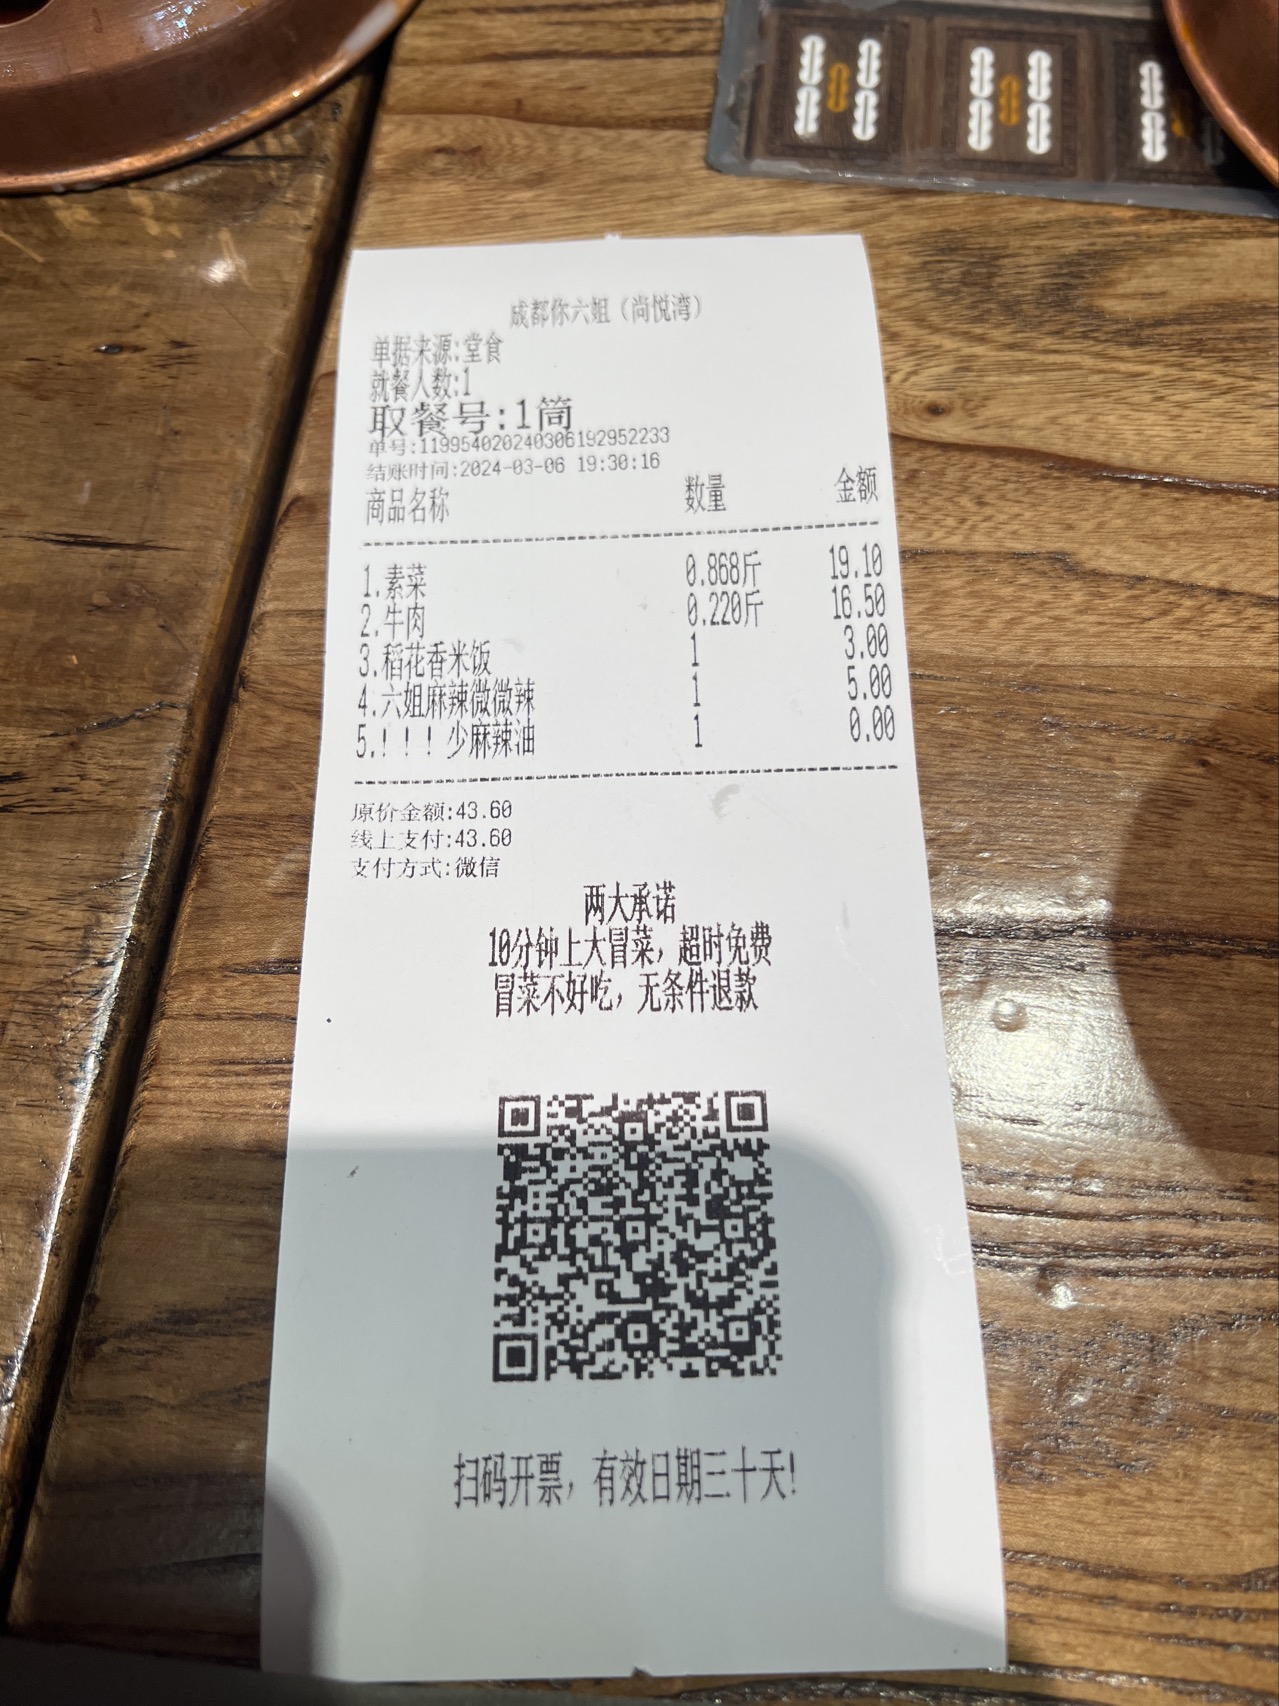 成都你六姐（尚悦湾）
单据来源:堂食
就餐人数:1
取餐号:1筒
单号:11995402024030619295​2233
结账时间:2024-03-06 19:30:16
商品名称 数量 金额
1.素菜 0.868斤 19.10
2.牛肉 0.220斤 16.50
3.稻花香米饭 1 3.00
4.六姐麻辣微微辣 1 5.00
5.！！！少麻辣油 1 0.00
原价金额:43.60
线上支付:43.60
支付方式:微信
两大承诺
10分钟上大冒菜，超时免费
冒菜不好吃，无条件退款
扫码开票，有效日期三十天！